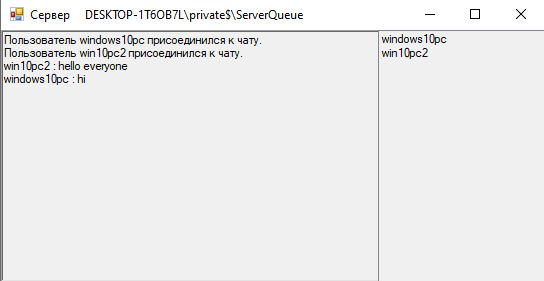 Сервер DESKTOP-1T6OB7L\private$\ServerQueue
Пользователь windows10pc присоединился к чату.
Пользователь win10pc2 присоединился к чату.
win10pc2 : hello everyone
windows10pc : hi
windows10pc
win10pc2